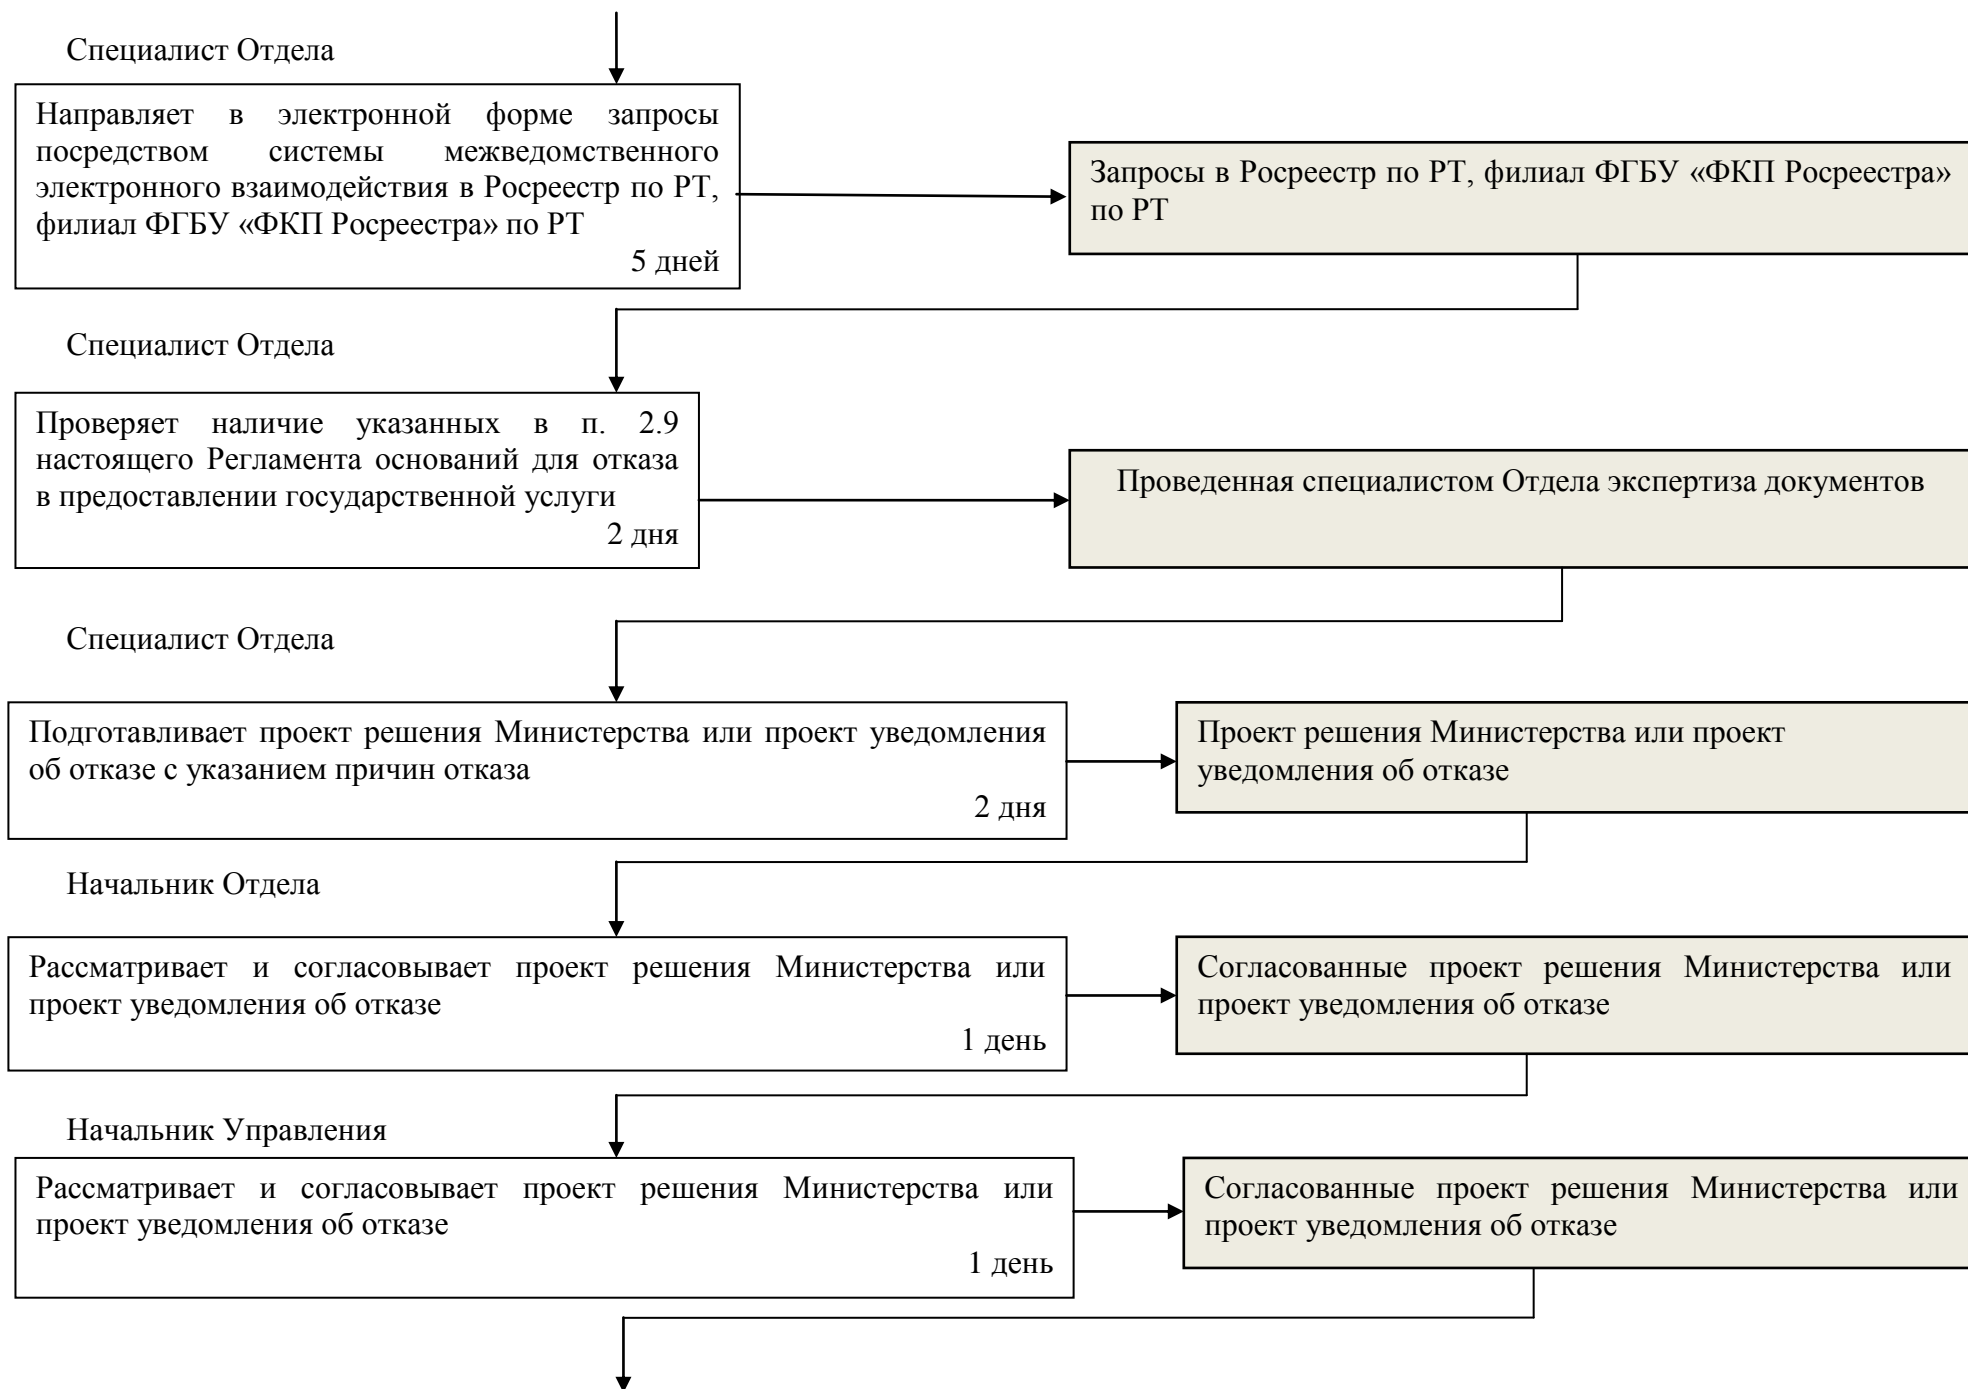 Специалист Отдела
Направляет в электронной форме запросы
посредством системы межведомственного
электронного взаимодействия в Росреестр по РТ,
филиал ФГБУ «ФКП Росреестра» по РТ
5 дней
Запросы в Росреестр по РТ, филиал ФГБУ «ФКП Росреестра»
по РТ
Специалист Отдела
Проверяет наличие указанных в п. 2.9
настоящего Регламента оснований для отказа
в предоставлении государственной услуги
2 дня
Проведенная специалистом Отдела экспертиза документов
Специалист Отдела
Подготавливает проект решения Министерства или проект уведомления
об отказе с указанием причин отказа
2 дня
Проект решения Министерства или проект
уведомления об отказе
Начальник Отдела
Рассматривает и согласовывает проект решения Министерства или
проект уведомления об отказе
1 день
Согласованные проект решения Министерства или
проект уведомления об отказе
Начальник Управления
Рассматривает и согласовывает проект решения Министерства или
проект уведомления об отказе
1 день
Согласованные проект решения Министерства или
проект уведомления об отказе